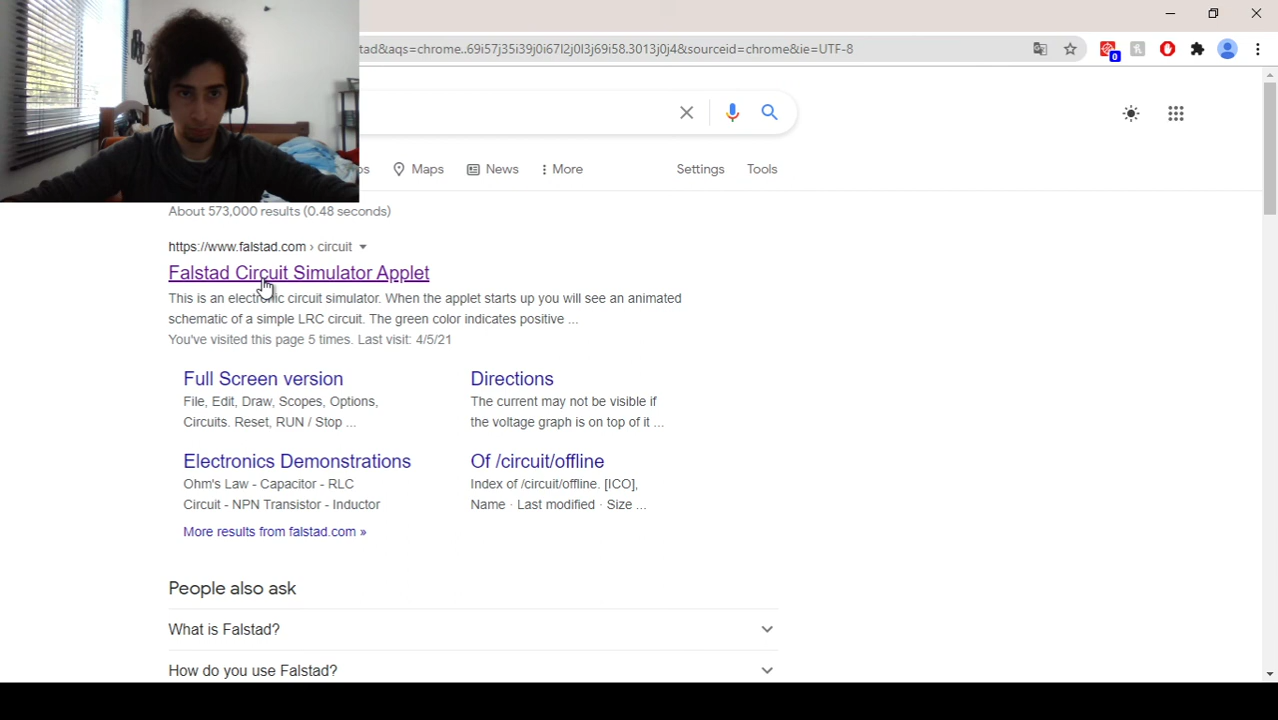 tad&aqs=chrome..69i57j35i39j0i67l2j0l3j69i58.3013j0j4&sourceid=chrome&ie=UTF-8
0
Maps News More Settings Tools
About 573,000 results (0.48 seconds)
https://www.falstad.com › circuit
Falstad Circuit Simulator Applet
This is an electronic circuit simulator. When the applet starts up you will see an animated
schematic of a simple LRC circuit. The green color indicates positive ...
You've visited this page 5 times. Last visit: 4/5/21
Full Screen version
File, Edit, Draw, Scopes, Options,
Circuits. Reset, RUN / Stop ...
Directions
The current may not be visible if
the voltage graph is on top of it ...
Electronics Demonstrations
Ohm's Law - Capacitor - RLC
Circuit - NPN Transistor - Inductor
Of /circuit/offline
Index of /circuit/offline. [ICO],
Name · Last modified · Size ...
More results from falstad.com »
People also ask
What is Falstad?
How do you use Falstad?